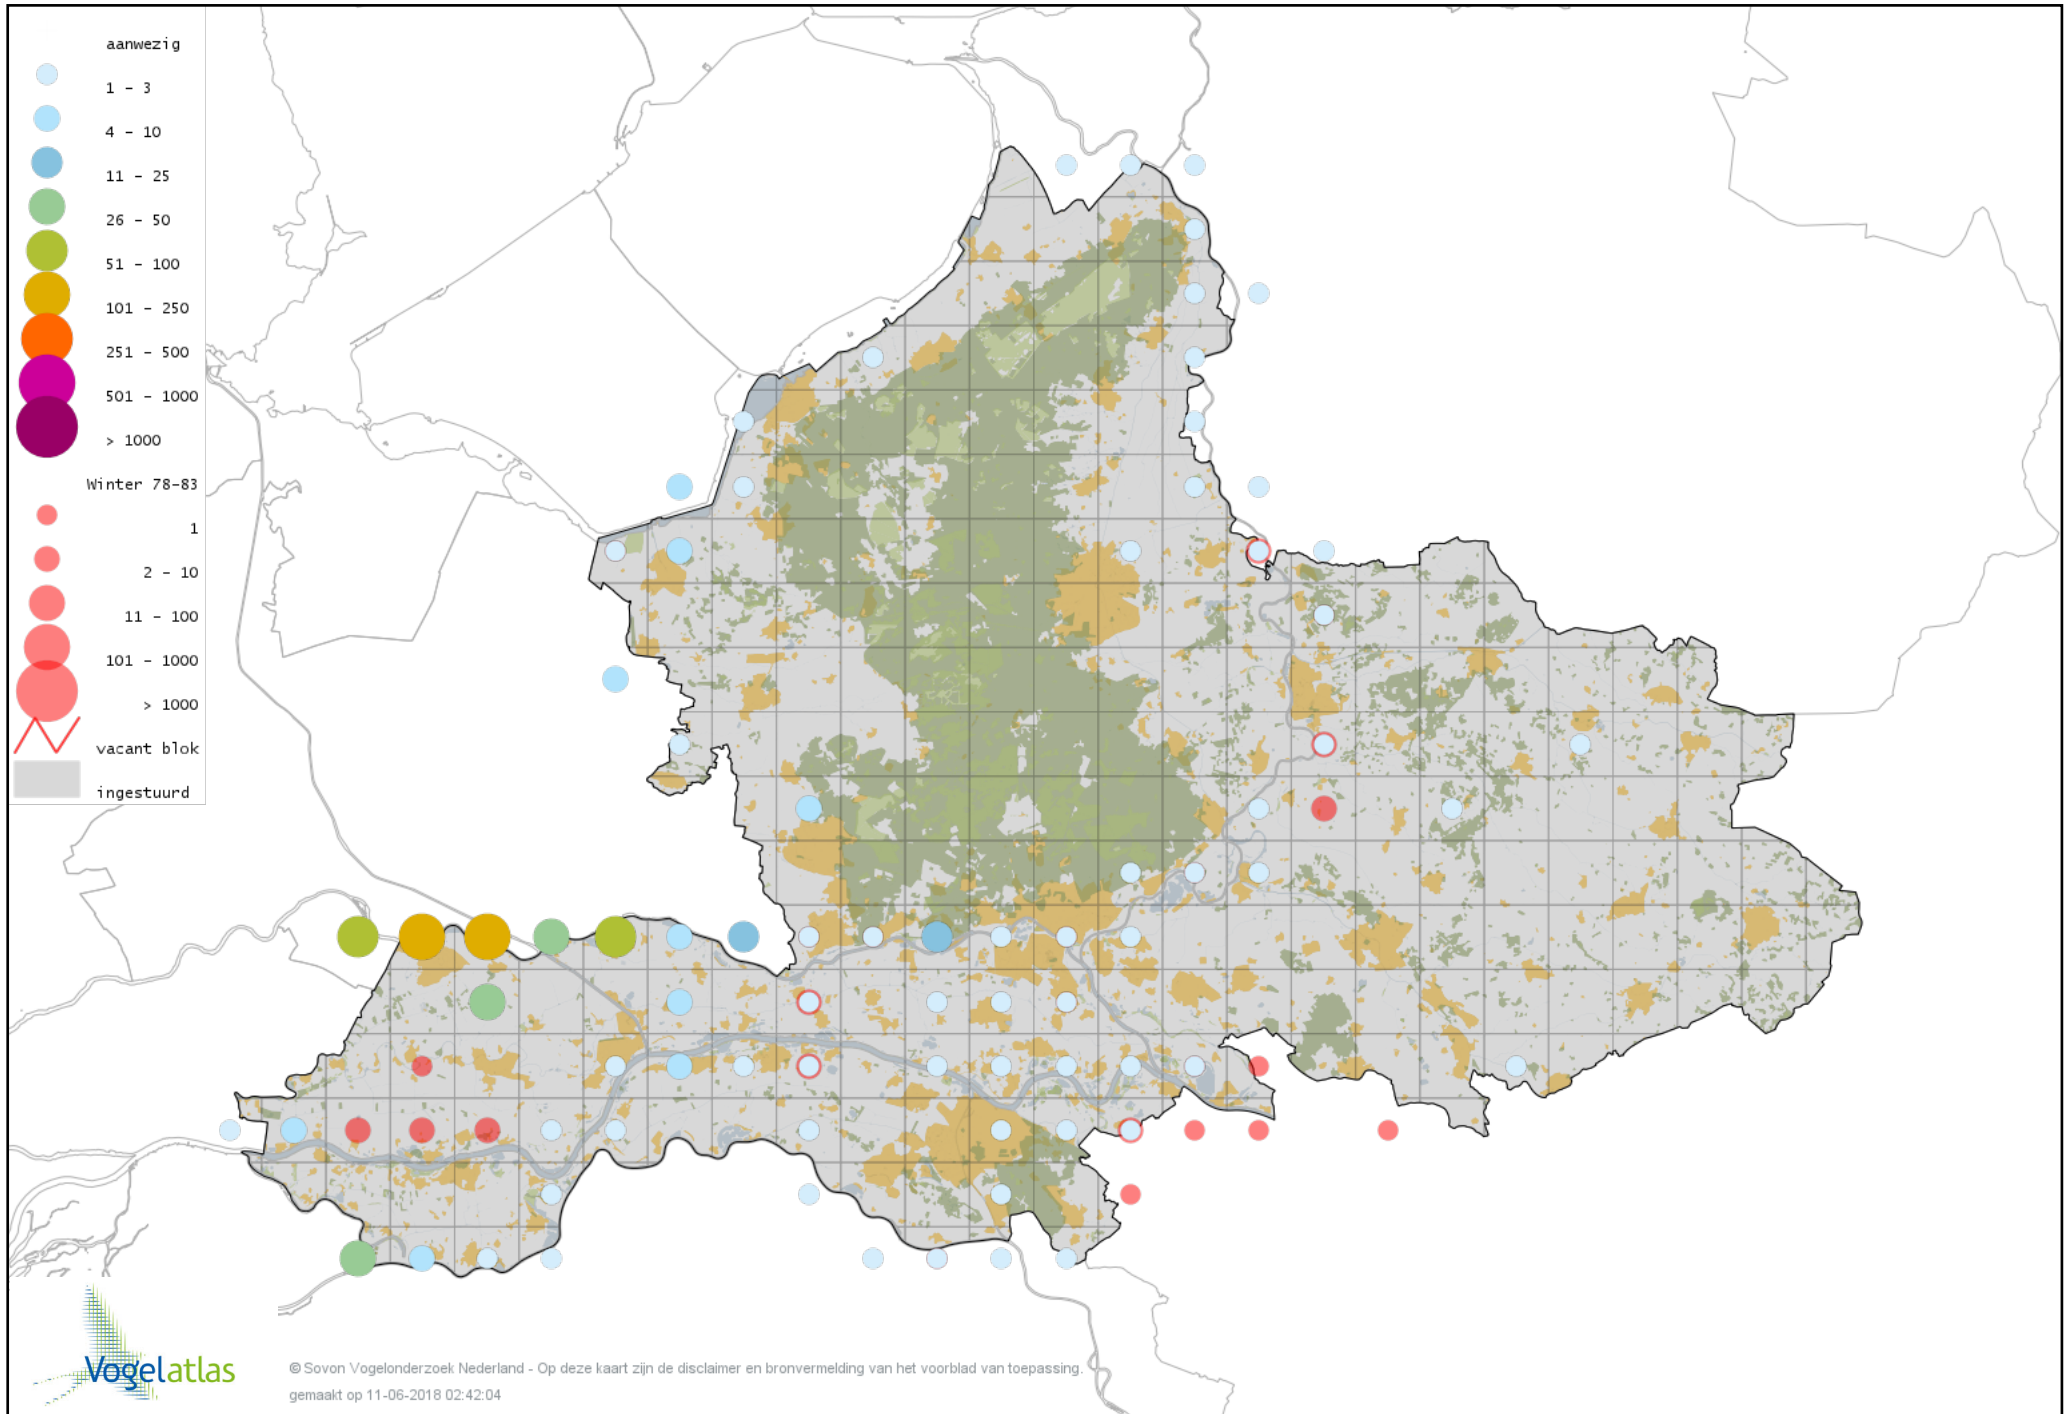 aanwezig
1 - 3
4 - 10
11 - 25
26 - 50
51 - 100
101 - 250
251 - 500
501 - 1000
> 1000
Winter 78-83
1
2 - 10
11 - 100
101 - 1000
> 1000
vacant blok
ingestuurd
Vogelatlas
© Sovon Vogelonderzoek Nederland - Op deze kaart zijn de disclaimer en bronvermelding van het voorblad van toepassing.
gemaakt op 11-06-2018 02:42:04